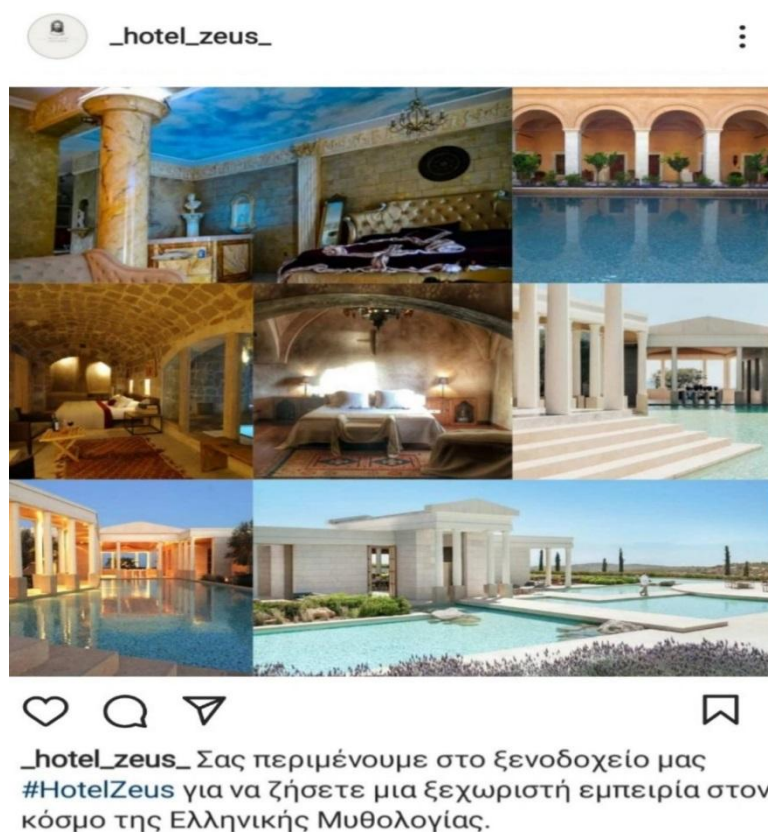 _hotel_zeus_
_hotel_zeus_ Σας περιμένουμε στο ξενοδοχείο μας
#HotelZeus για να ζήσετε μια ξεχωριστή εμπειρία στον
κόσμο της Ελληνικής Μυθολογίας.